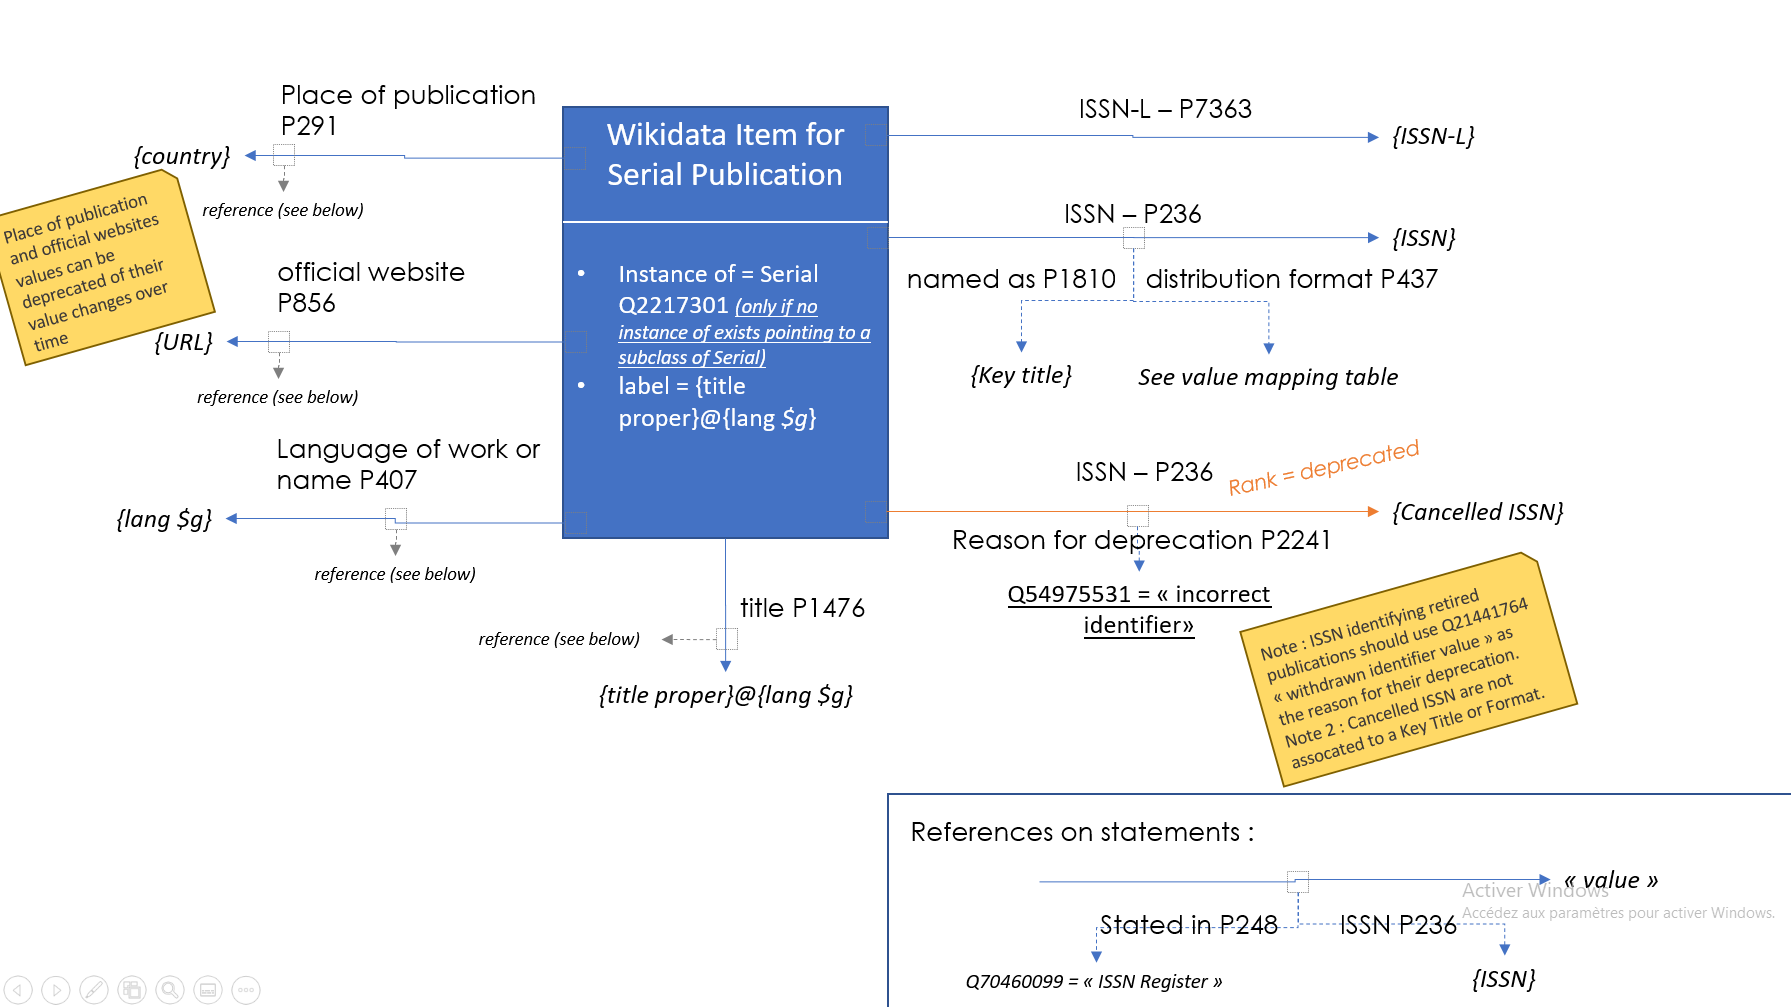 Place of publication
P291
{country}
reference (see below)
Place of publication
and official websites
values can be
deprecated of their
value changes over
time
official website
P856
{URL}
reference (see below)
Language of work or
name P407
{lang $g}
reference (see below)
Wikidata Item for
Serial Publication
• Instance of = Serial
Q2217301 (only if no
instance of exists pointing to a
subclass of Serial)
• label = {title
proper}@{lang $g}
title P1476
reference (see below)
{title proper}@{lang $g}
ISSN-L – P7363
{ISSN-L}
ISSN – P236
{ISSN}
named as P1810
distribution format P437
{Key title}
See value mapping table
ISSN – P236
Rank = deprecated
{Cancelled ISSN}
Reason for deprecation P2241
Q54975531 = « incorrect
identifier»
Note : ISSN identifying retired
publications should use Q21441764
« withdrawn identifier value » as
the reason for their deprecation.
Note 2 : Cancelled ISSN are not
assocated to a Key Title or Format.
References on statements :
« value »
Activer Windows
Accédez aux paramètres pour activer Windows.
Stated in P248
ISSN P236
Q70460099 = « ISSN Register »
{ISSN}